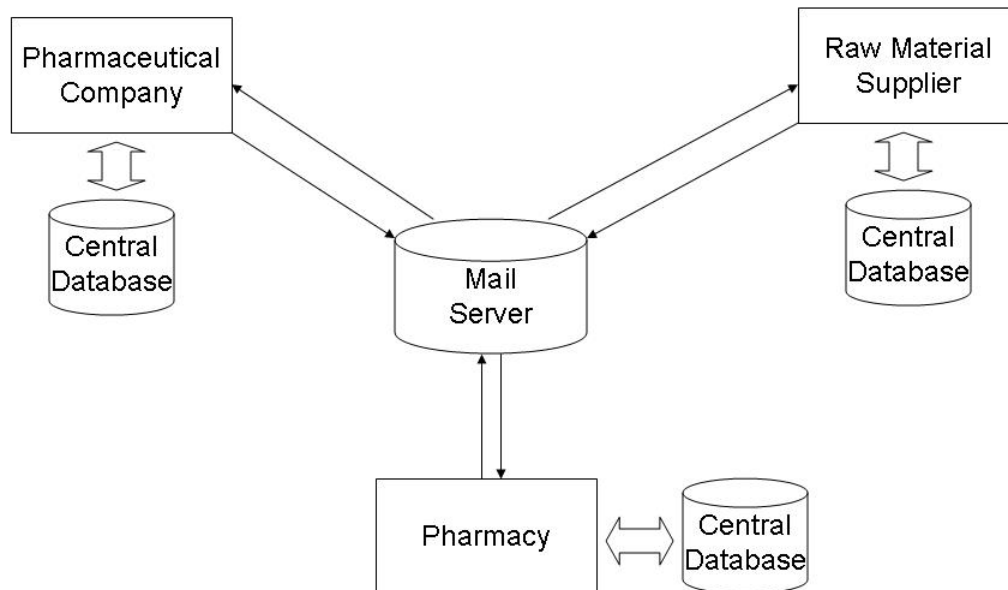 Pharmaceutical
Company
Raw Material
Supplier
Central
Database
Mail
Server
Central
Database
Pharmacy
Central
Database